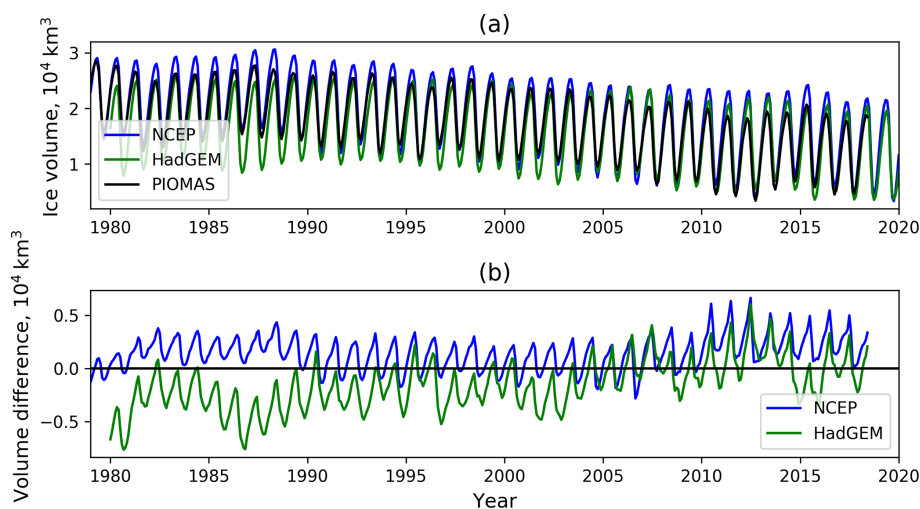 (a)
Ice volume, 10⁴ km³
3
2
1
NCEP
HadGEM
PIOMAS
1980 1985 1990 1995 2000 2005 2010 2015 2020
(b)
Volume difference, 10⁴ km³
0.5
0.0
−0.5
NCEP
HadGEM
1980 1985 1990 1995 2000 2005 2010 2015 2020
Year